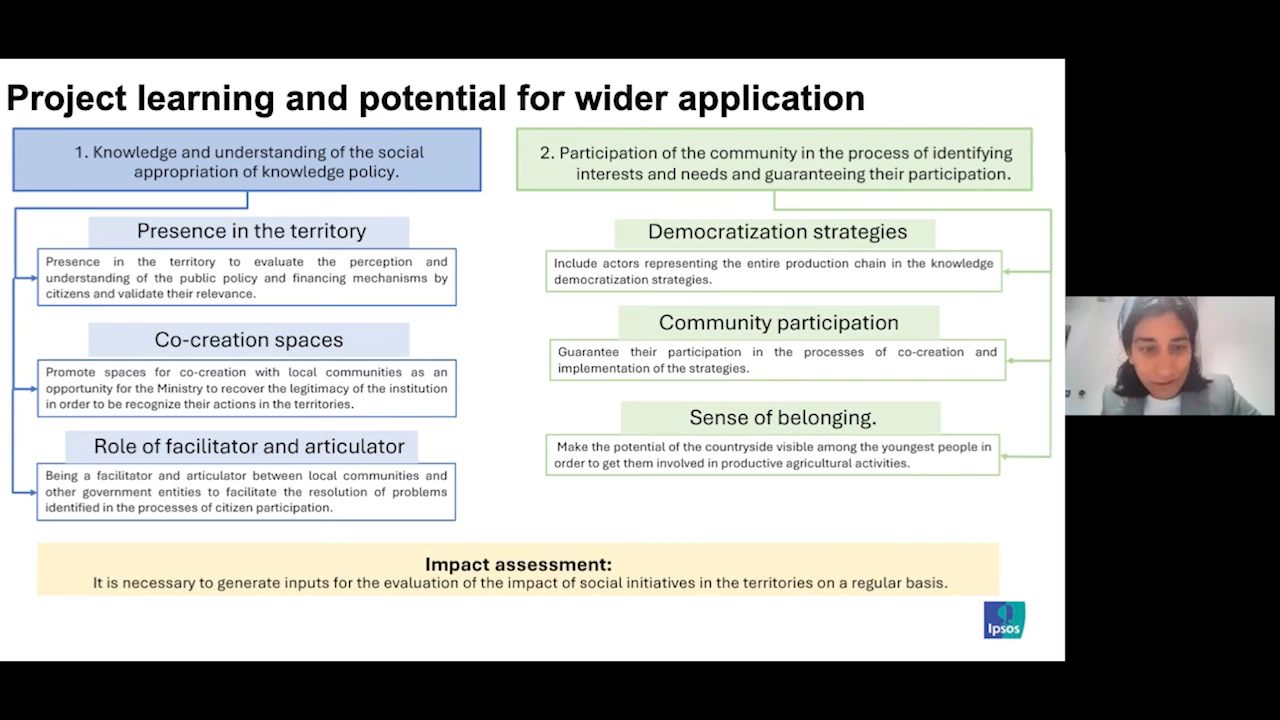 Project learning and potential for wider application
1. Knowledge and understanding of the social
appropriation of knowledge policy.
Presence in the territory
Presence in the territory to evaluate the perception and
understanding of the public policy and financing mechanisms by
citizens and validate their relevance.
Co-creation spaces
Promote spaces for co-creation with local communities as an
opportunity for the Ministry to recover the legitimacy of the institution
in order to be recognize their actions in the territories.
Role of facilitator and articulator
Being a facilitator and articulator between local communities and
other government entities to facilitate the resolution of problems
identified in the processes of citizen participation.
2. Participation of the community in the process of identifying
interests and needs and guaranteeing their participation.
Democratization strategies
Include actors representing the entire production chain in the knowledge
democratization strategies.
Community participation
Guarantee their participation in the processes of co-creation and
implementation of the strategies.
Sense of belonging.
Make the potential of the countryside visible among the youngest people in
order to get them involved in productive agricultural activities.
Impact assessment:
It is necessary to generate inputs for the evaluation of the impact of social initiatives in the territories on a regular basis.
Ipsos